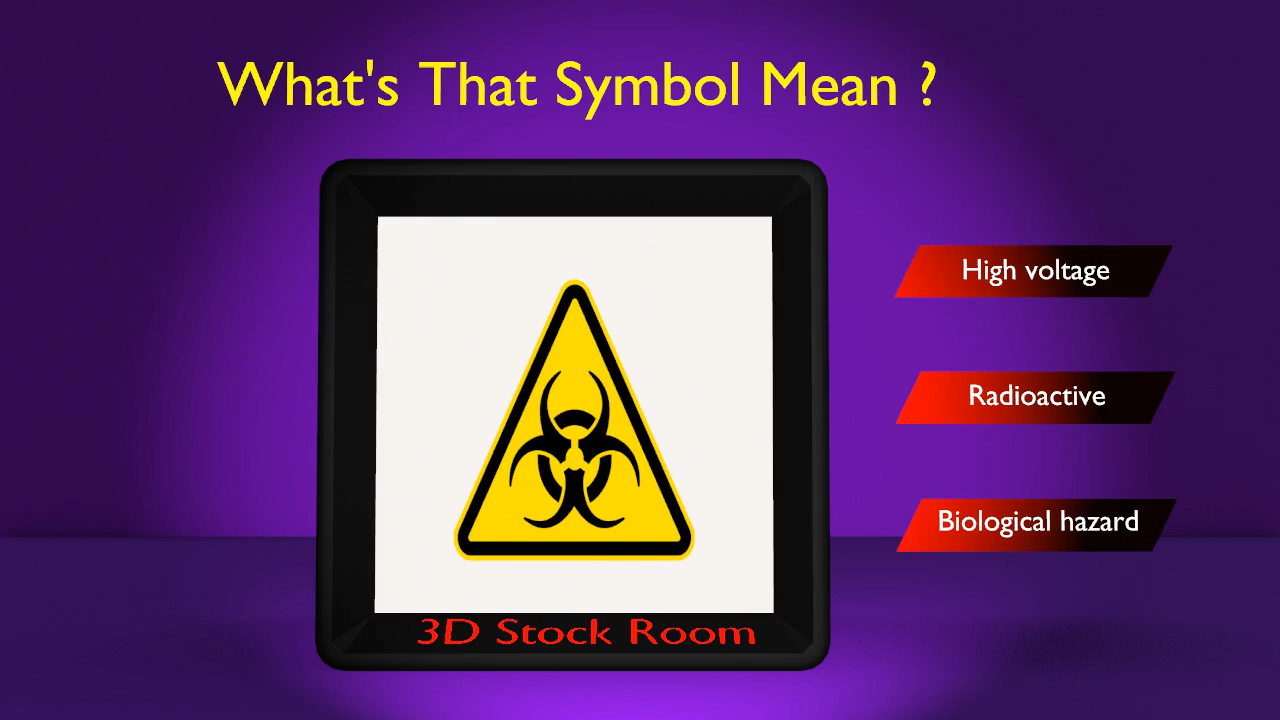 What's That Symbol Mean ?
High voltage
Radioactive
Biological hazard
3D Stock Room